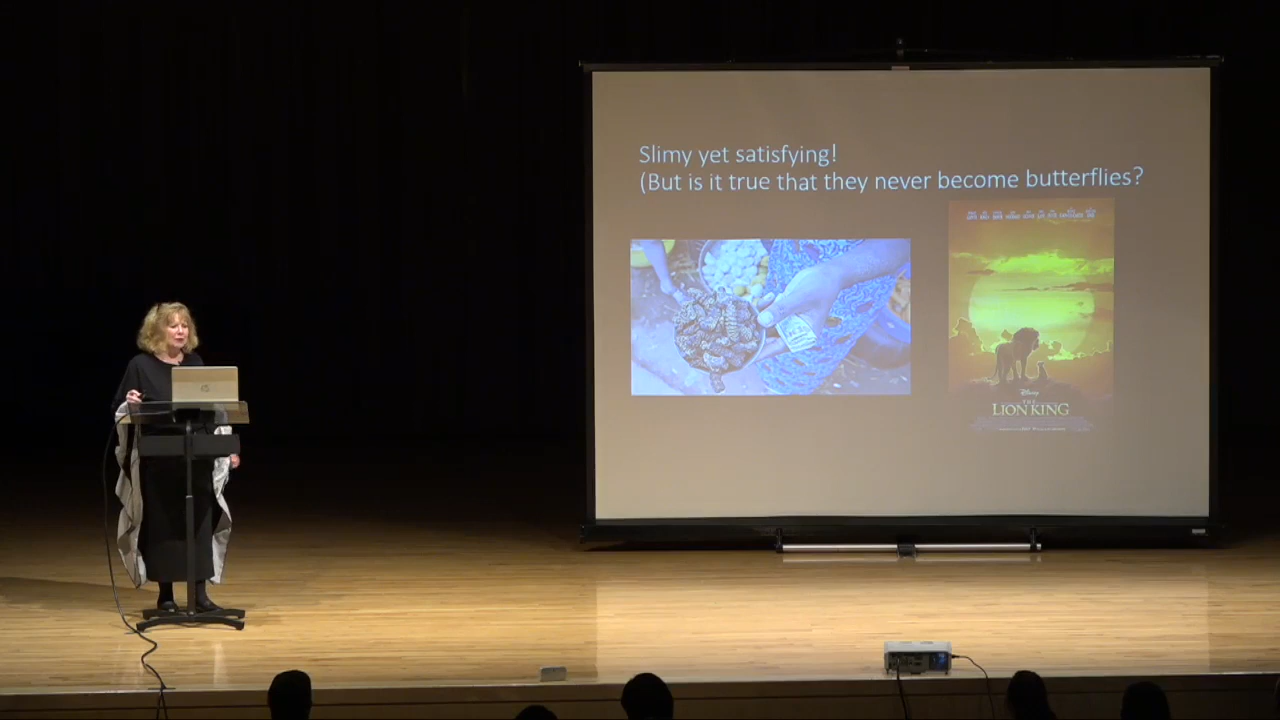 Slimy yet satisfying!
(But is it true that they never become butterflies?
Disney
THE
LION KING